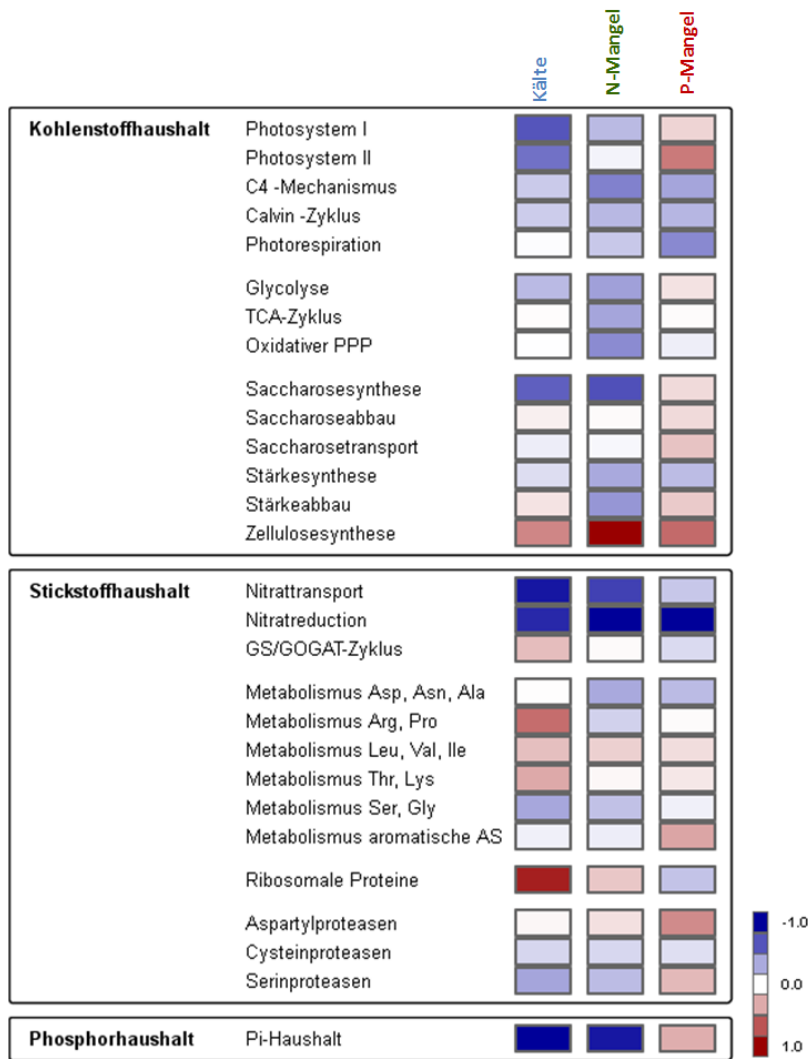 Kälte N-Mangel P-Mangel
Kohlenstoffhaushalt Photosystem I
Photosystem II
C4 -Mechanismus
Calvin -Zyklus
Photorespiration
Glycolyse
TCA-Zyklus
Oxidativer PPP
Saccharosesynthese
Saccharoseabbau
Saccharosetransport
Stärkesynthese
Stärkeabbau
Zellulosesynthese
Stickstoffhaushalt Nitrattransport
Nitratreduction
GS/GOGAT-Zyklus
Metabolismus Asp, Asn, Ala
Metabolismus Arg, Pro
Metabolismus Leu, Val, Ile
Metabolismus Thr, Lys
Metabolismus Ser, Gly
Metabolismus aromatische AS
Ribosomale Proteine
Aspartylproteasen
Cysteinproteasen
Serinproteasen
Phosphorhaushalt Pi-Haushalt
-1.0
0.0
1.0